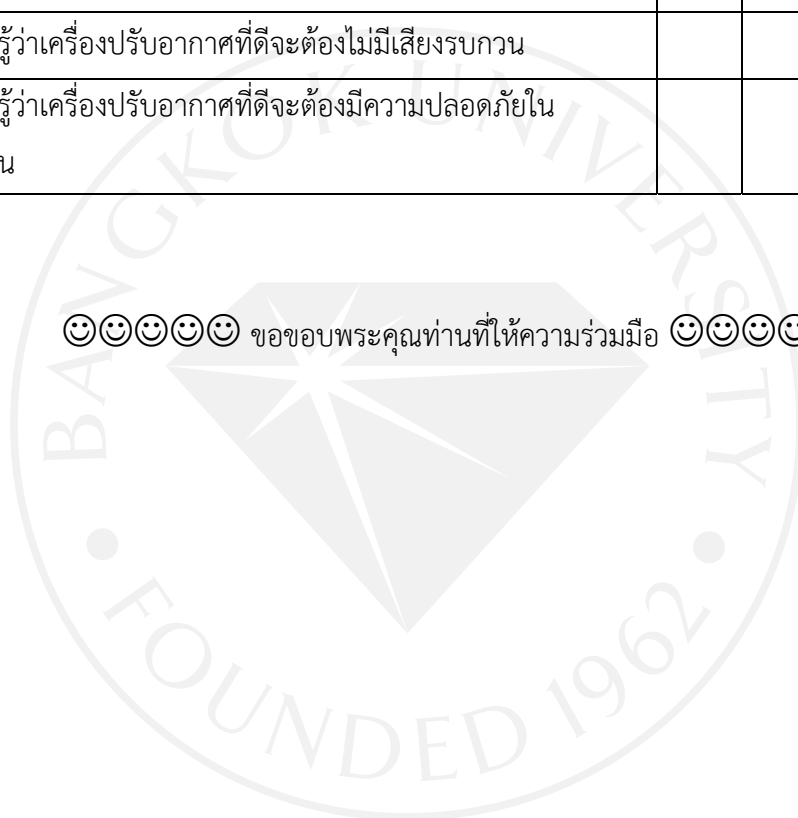 รู้ว่าเครื่องปรับอากาศที่ดีจะต้องไม่มีเสียงรบกวน
รู้ว่าเครื่องปรับอากาศที่ดีจะต้องมีความปลอดภัยใน
น
☺☺☺☺☺ ขอขอบพระคุณท่านที่ให้ความร่วมมือ ☺☺☺☺
BANGKOK UNIVERSITY
• FOUNDED 1962 •